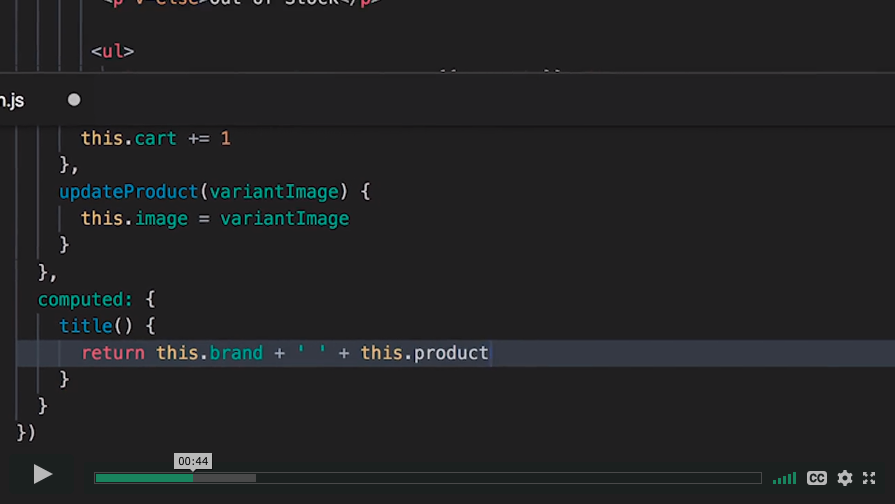 <p v-else>Out of Stock</p>
<ul>
n.js
this.cart += 1
},
updateProduct(variantImage) {
this.image = variantImage
}
},
computed: {
title() {
return this.brand + ' ' + this.product
}
}
})
00:44
CC